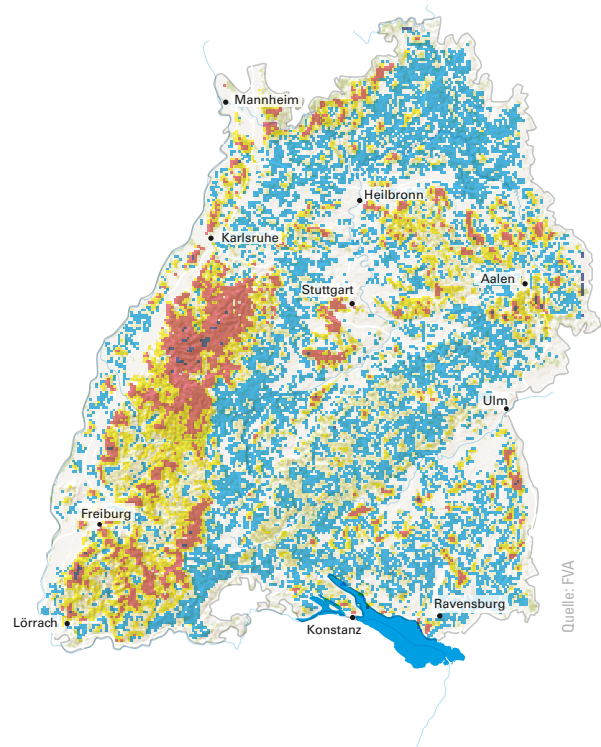 Mannheim
Heilbronn
Karlsruhe
Aalen
Stuttgart
Ulm
Freiburg
Quelle: FVA
Ravensburg
Lörrach
Konstanz